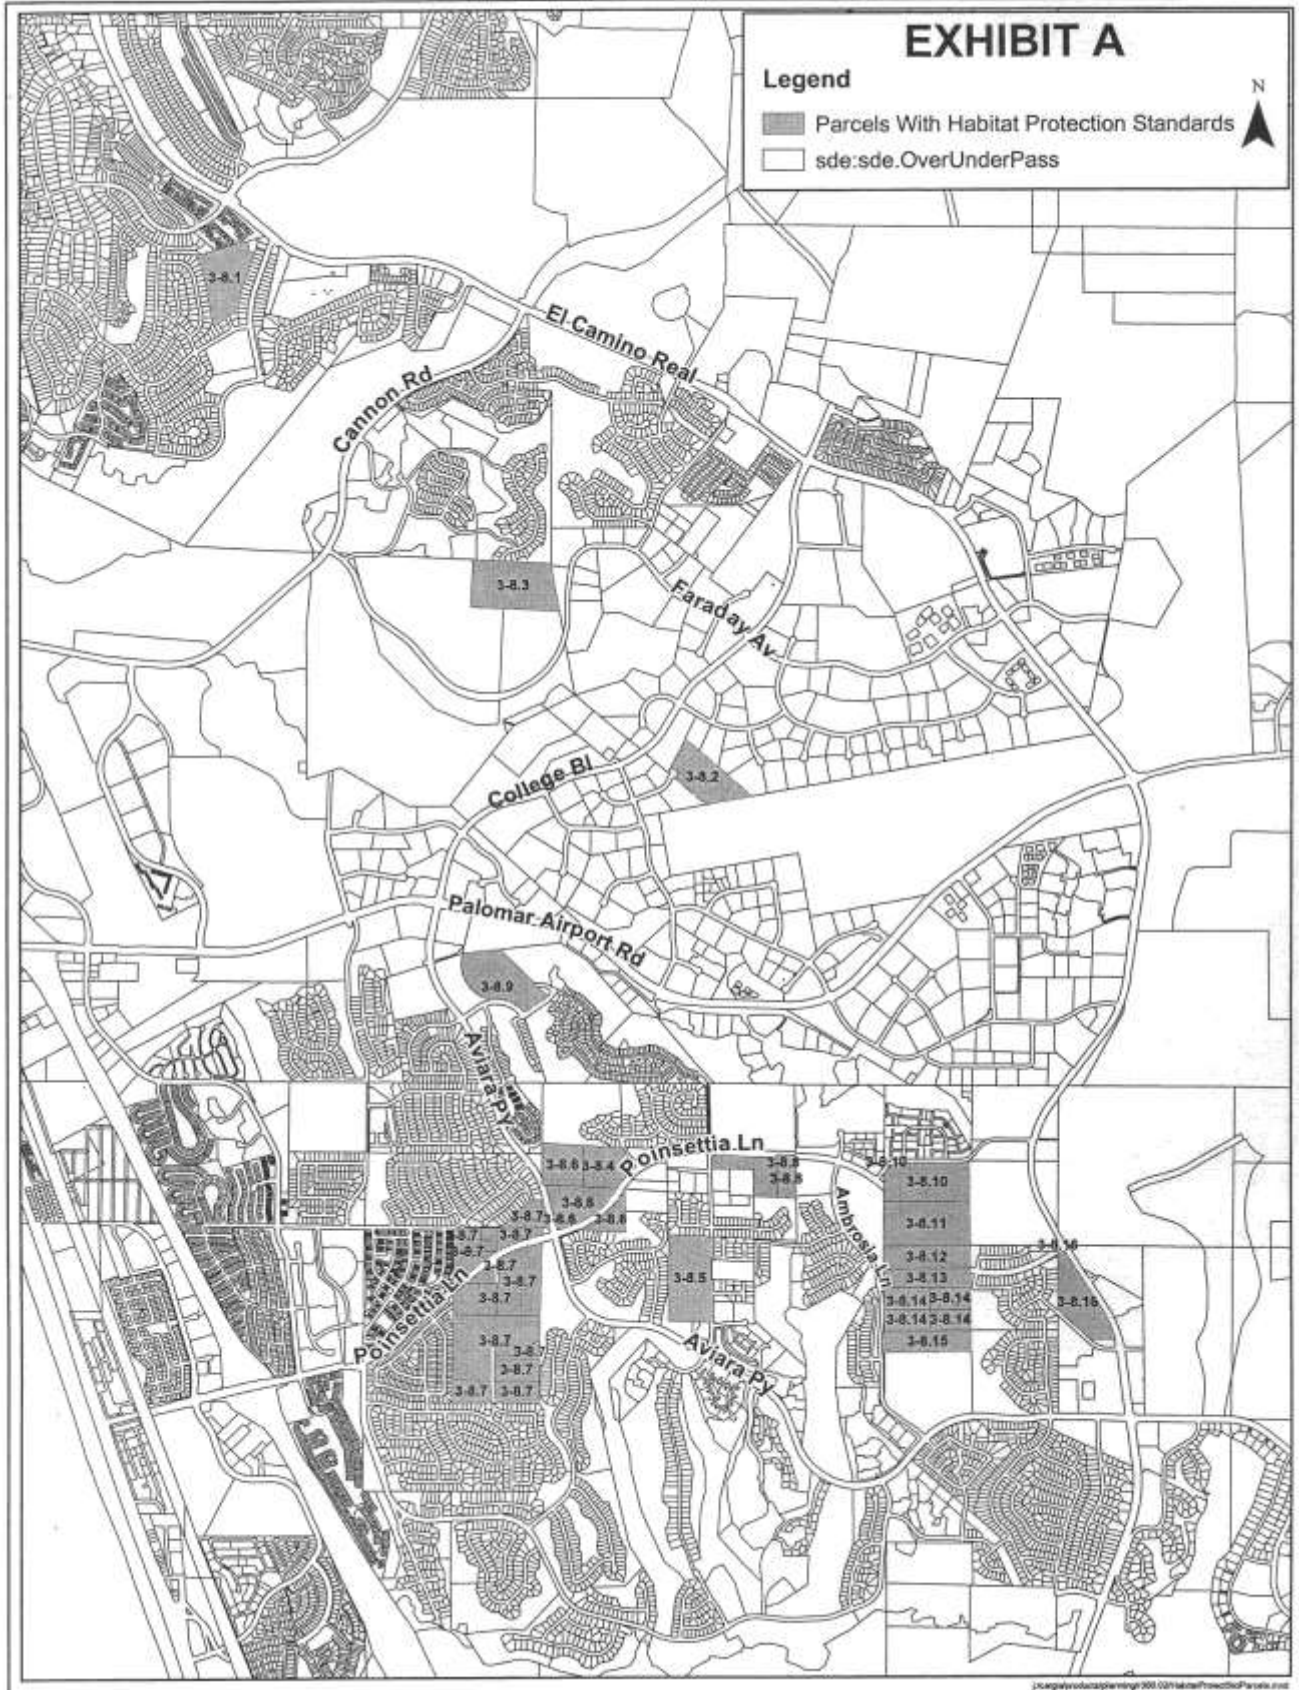 EXHIBIT A
Legend
N
Parcels With Habitat Protection Standards
sde:sde.OverUnderPass
3-8.1
El Camino Real
Cannon Rd
3-8.3
Faraday Av
3-8.2
College Bl
Palomar Airport Rd
3-8.9
Aviara PY
Poinsettia Ln
3-8.6 3-8.4
3-8.8
3-8.8
3-8.10
3-8.10
3-8.6
3-8.7 3-8.6 3-8.6
3-8.7 3-8.7
3-8.7
3-8.7
3-8.7
3-8.7
Ambrosia Ln
3-8.11
3-8.12
3-8.16
3-8.13
3-8.5
3-8.14 3-8.14
3-8.16
3-8.14 3-8.14
3-8.15
Poinsettia Ln
3-8.7
3-8.7
3-8.7
3-8.7 3-8.7
Aviara Py